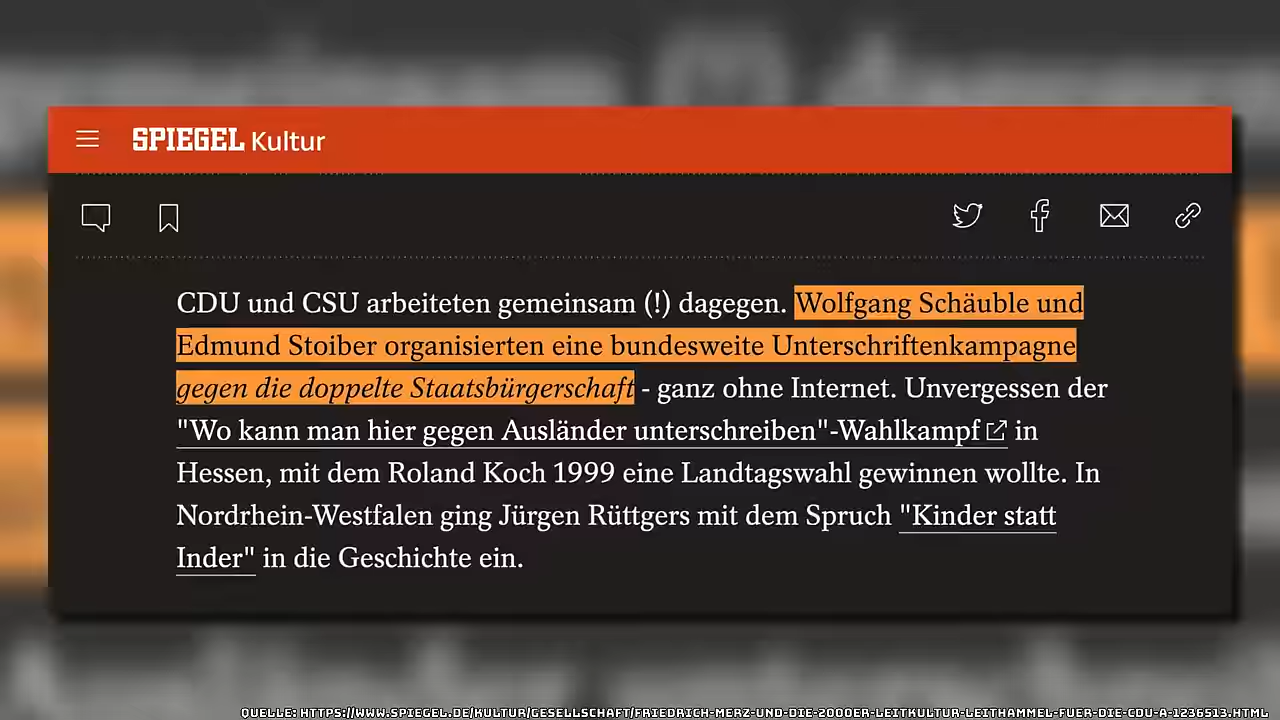 SPIEGEL Kultur
CDU und CSU arbeiteten gemeinsam (!) dagegen. Wolfgang Schäuble und
Edmund Stoiber organisierten eine bundesweite Unterschriftenkampagne
gegen die doppelte Staatsbürgerschaft - ganz ohne Internet. Unvergessen der
"Wo kann man hier gegen Ausländer unterschreiben"-Wahlkampf in
Hessen, mit dem Roland Koch 1999 eine Landtagswahl gewinnen wollte. In
Nordrhein-Westfalen ging Jürgen Rüttgers mit dem Spruch "Kinder statt
Inder" in die Geschichte ein.
QUELLE: HTTPS://WWW.SPIEGEL.DE/KULTUR/GESELLSCHAFT/FRIEDRICH-MERZ-UND-DIE-2000ER-LEITKULTUR-LEITHAMMEL-FUER-DIE-CDU-A-1236513.HTML